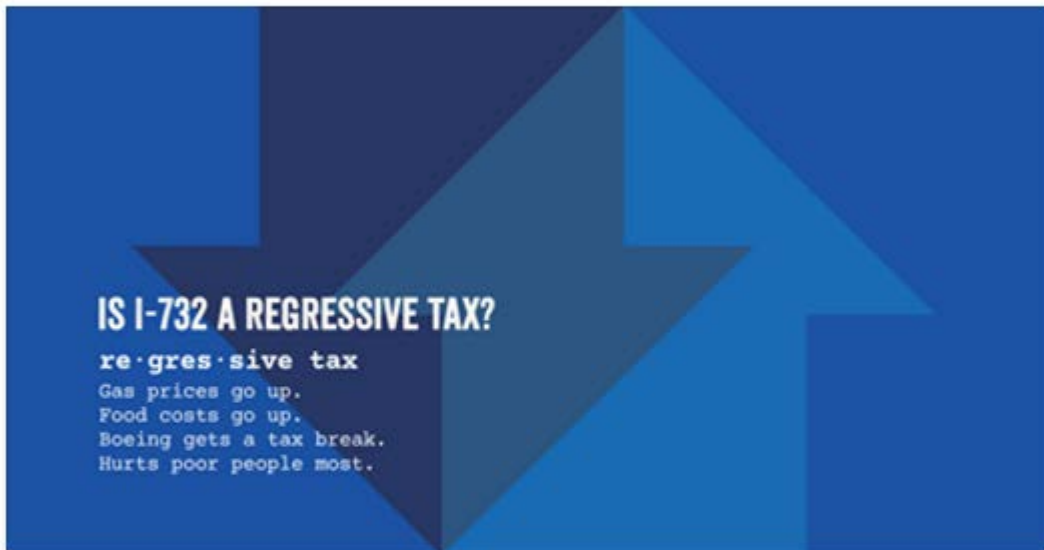 IS I-732 A REGRESSIVE TAX?
re·gres·sive tax
Gas prices go up.
Food costs go up.
Boeing gets a tax break.
Hurts poor people most.